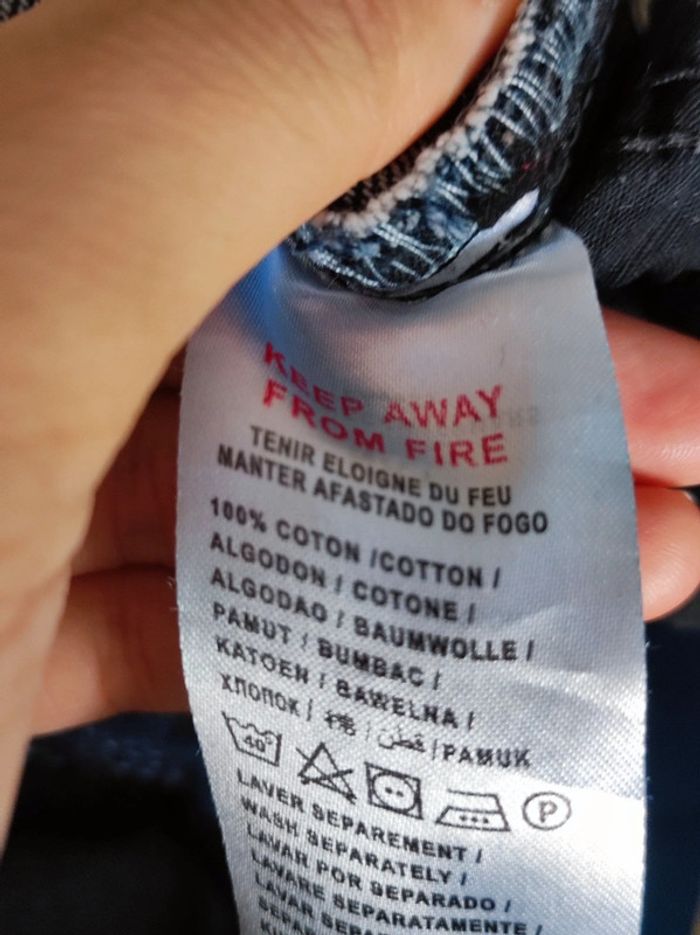 KEEP AWAY
FROM FIRE
TENIR ELOIGNE DU FEU
MANTER AFASTADO DO FOGO
100% COTON /COTTON /
ALGODON / COTONE /
ALGODAO / BAUMWOLLE /
PAMUT / BUMBAC /
KATOEN / BAWELNA /
ХЛОПОК / 棉 / قطن / PAMUK
40° P
LAVER SEPAREMENT /
WASH SEPARATELY /
LAVAR POR SEPARADO /
LAVARE SEPARATAMENTE /
LAVAR